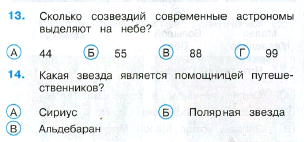 13. Сколько созвездий современные астрономы
выделяют на небе?
А 44 Б 55 В 88 Г 99
14. Какая звезда является помощницей путеше-
ственников?
А Сириус Б Полярная звезда
В Альдебаран